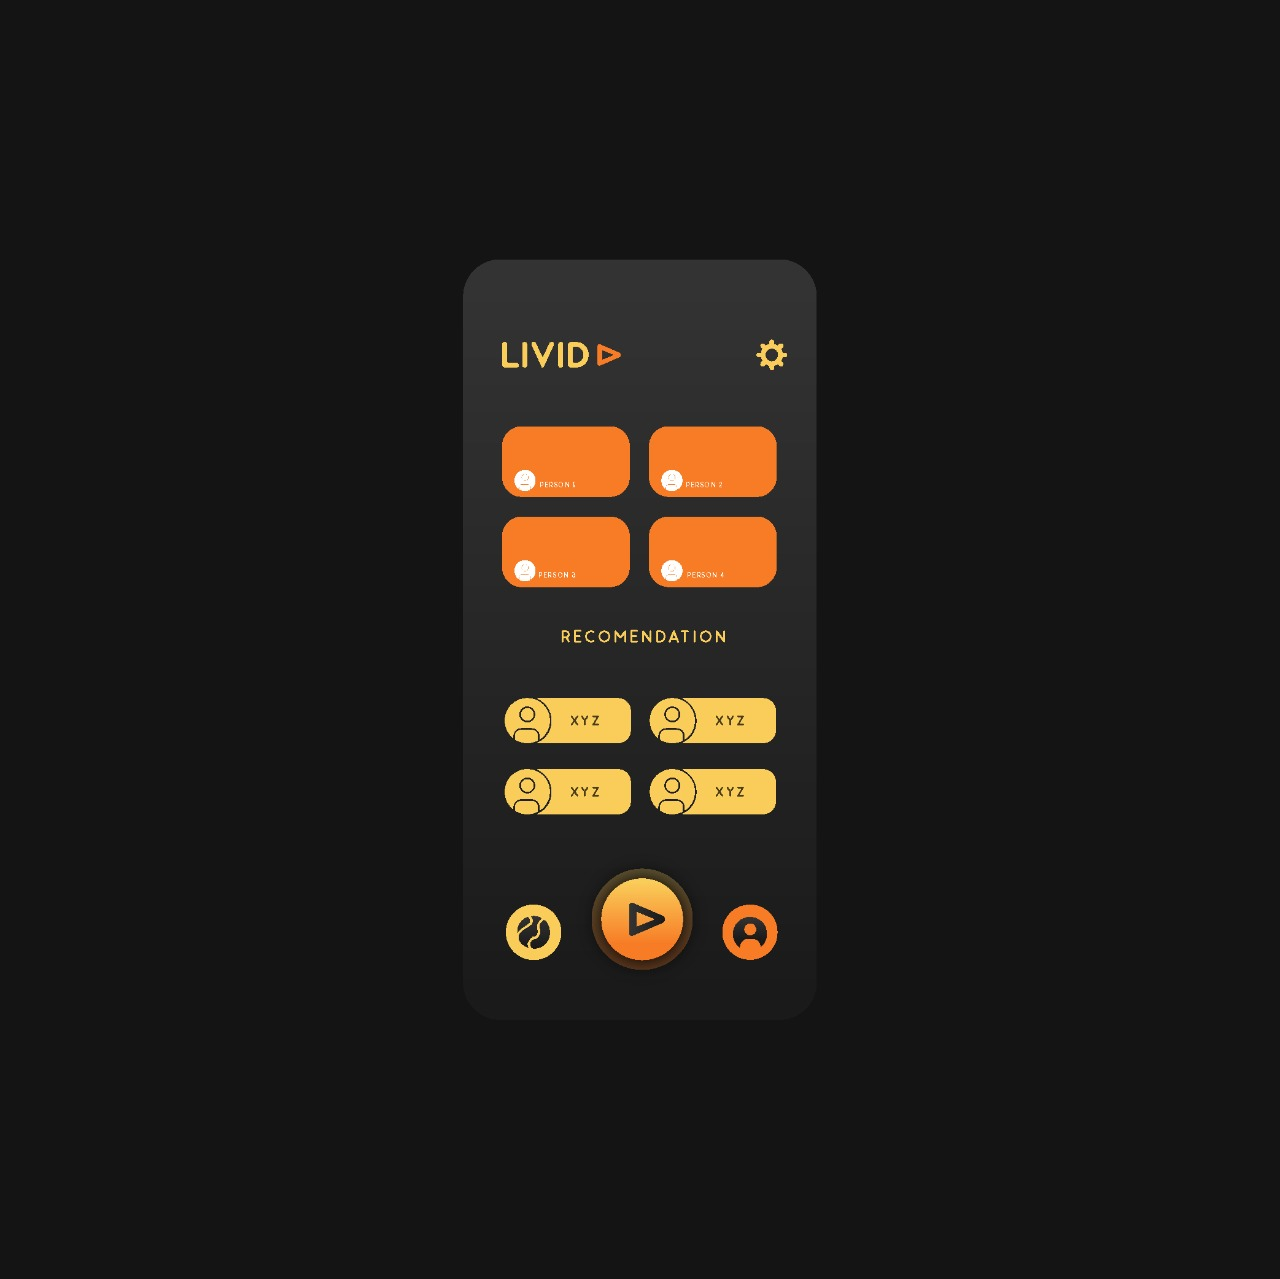 LIVID
PERSON 1 PERSON 2
PERSON 3 PERSON 4
RECOMENDATION
XYZ XYZ
XYZ XYZ